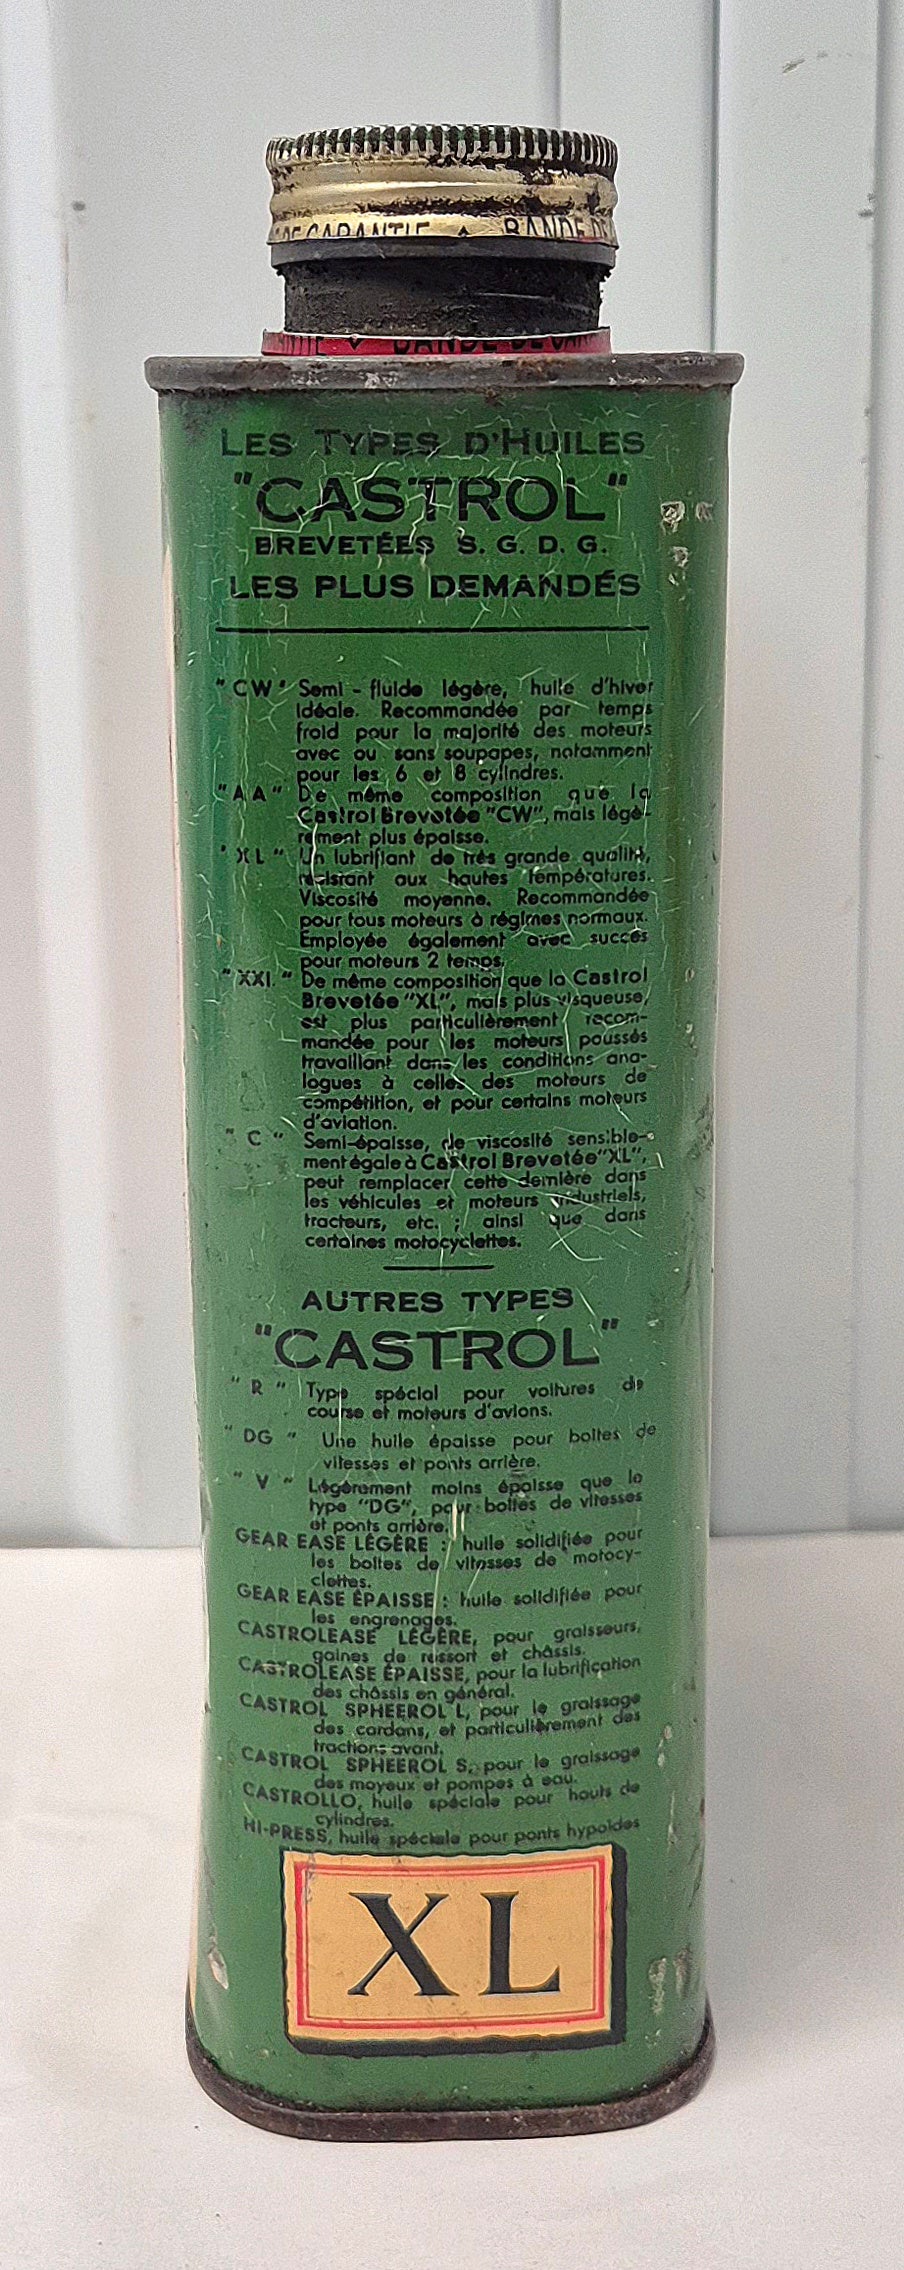 DE GARANTIE ◆ BANDE DE
BANDE DE GAR
LES TYPES D'HUILES
"CASTROL"
BREVETÉES S. G. D. G.
LES PLUS DEMANDÉS
"CW" Semi-fluide légère, huile d'hiver
idéale. Recommandée par temps
froid pour la majorité des moteurs
avec ou sans soupapes, notamment
pour les 6 et 8 cylindres.
"AA" De même composition que la
Castrol Brevetée "CW", mais légè-
rement plus épaisse.
"XL" Un lubrifiant de très grande qualité,
résistant aux hautes températures.
Viscosité moyenne. Recommandée
pour tous moteurs à régimes normaux.
Employée également avec succès
pour moteurs 2 temps.
"XXL" De même composition que la Castrol
Brevetée "XL", mais plus visqueuse,
est plus particulièrement recom-
mandée pour les moteurs poussés
travaillant dans les conditions ana-
logues à celles des moteurs de
compétition, et pour certains moteurs
d'aviation.
"C" Semi-épaisse, de viscosité sensible-
ment égale à Castrol Brevetée "XL",
peut remplacer cette dernière dans
les véhicules et moteurs industriels,
tracteurs, etc. ; ainsi que dans
certaines motocyclettes.
AUTRES TYPES
"CASTROL"
"R" Type spécial pour voitures de
course et moteurs d'avions.
"DG" Une huile épaisse pour boîtes de
vitesses et ponts arrière.
"V" Légèrement moins épaisse que le
type "DG", pour boîtes de vitesses
et ponts arrière.
GEAR EASE LÉGÈRE : huile solidifiée pour
les boîtes de vitesses de motocy-
clettes.
GEAR EASE ÉPAISSE : huile solidifiée pour
les engrenages.
CASTROLEASE LÉGÈRE, pour graisseurs,
gaines de ressort et châssis.
CASTROLEASE ÉPAISSE, pour la lubrification
des châssis en général.
CASTROL SPHEEROL L, pour le graissage
des cardans, et particulièrement des
tractions avant.
CASTROL SPHEEROL S, pour le graissage
des moyeux et pompes à eau.
CASTROLLO, huile spéciale pour hauts de
cylindres.
HI-PRESS, huile spéciale pour ponts hypoïdes
XL